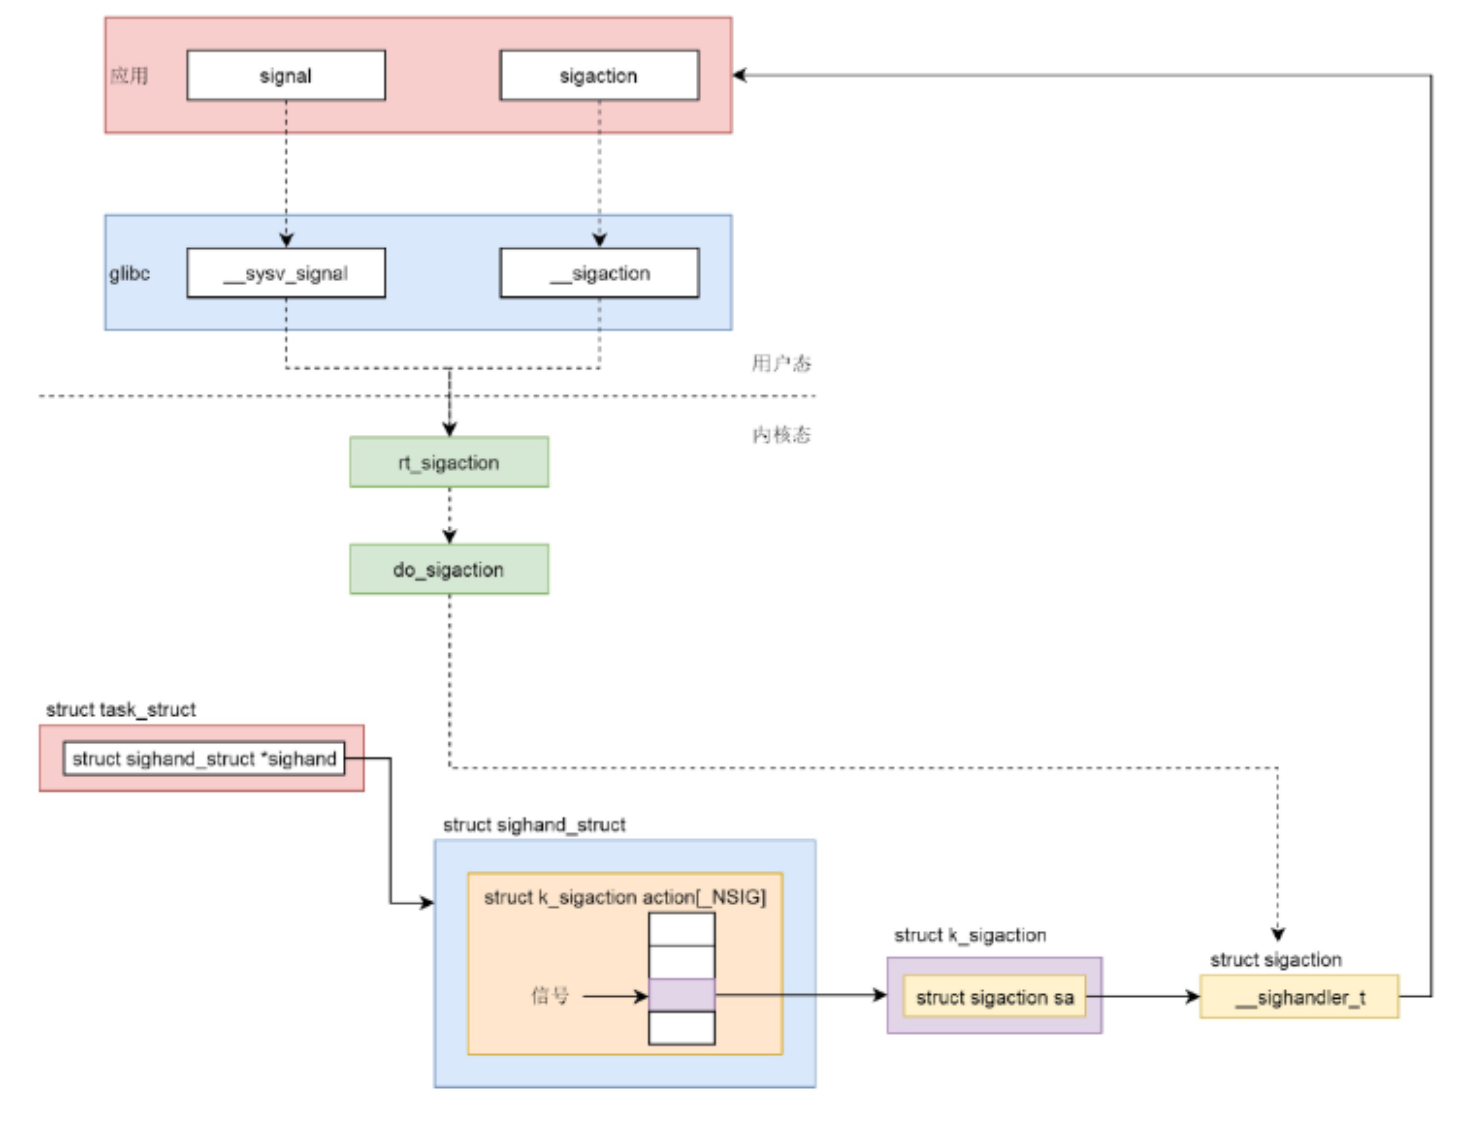 应用
signal
sigaction
glibc
__sysv_signal
__sigaction
用户态
内核态
rt_sigaction
do_sigaction
struct task_struct
struct sighand_struct *sighand
struct sighand_struct
struct k_sigaction action[_NSIG]
信号
struct k_sigaction
struct sigaction sa
struct sigaction
__sighandler_t